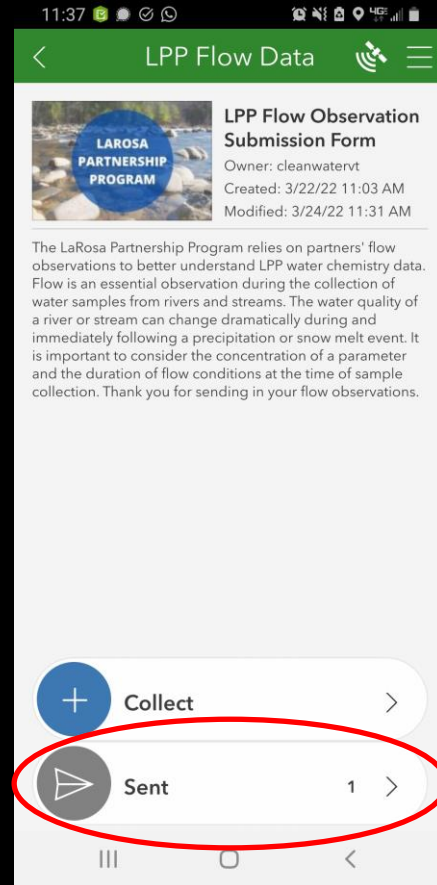 11:37
4GE
LPP Flow Data
LAROSA
PARTNERSHIP
PROGRAM
LPP Flow Observation
Submission Form
Owner: cleanwatervt
Created: 3/22/22 11:03 AM
Modified: 3/24/22 11:31 AM
The LaRosa Partnership Program relies on partners' flow
observations to better understand LPP water chemistry data.
Flow is an essential observation during the collection of
water samples from rivers and streams. The water quality of
a river or stream can change dramatically during and
immediately following a precipitation or snow melt event. It
is important to consider the concentration of a parameter
and the duration of flow conditions at the time of sample
collection. Thank you for sending in your flow observations.
Collect
Sent 1